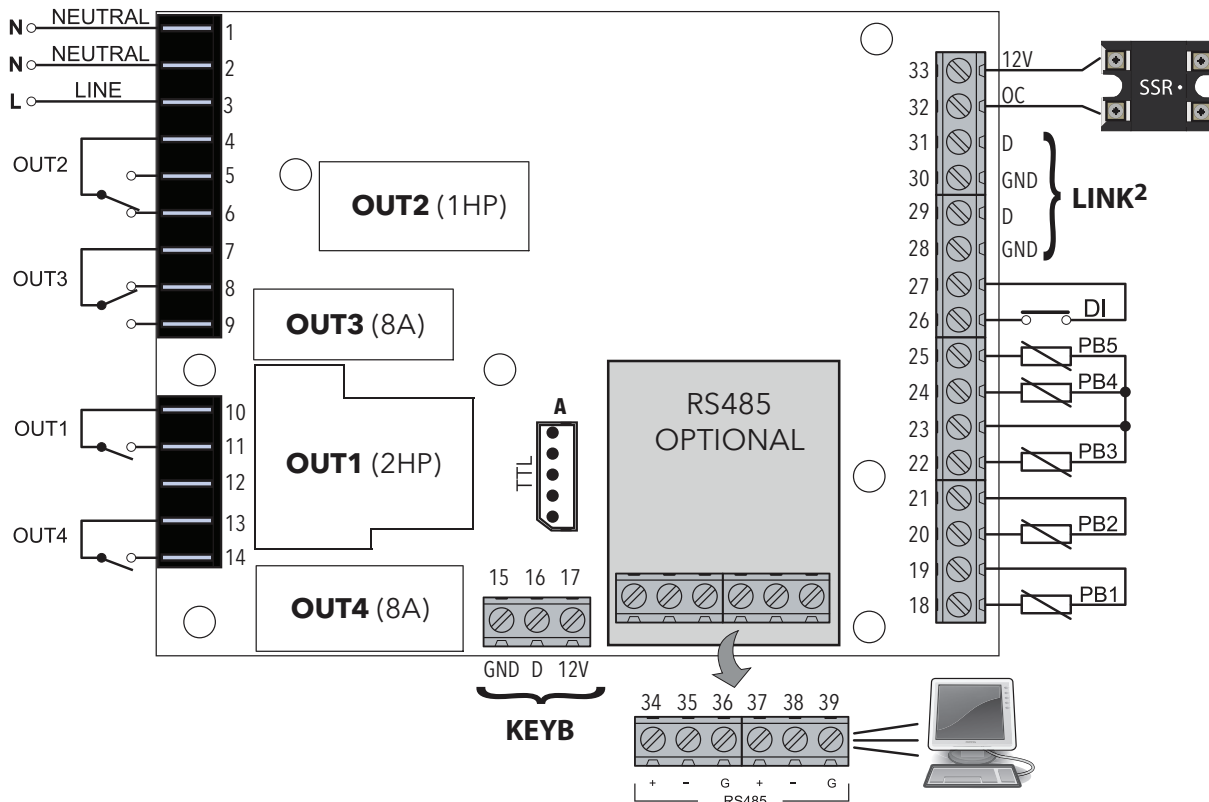 N NEUTRAL
N NEUTRAL
L LINE
OUT2
OUT3
OUT1
OUT4
1
2
3
4
5
6
7
8
9
10
11
12
13
14
OUT2 (1HP)
OUT3 (8A)
OUT1 (2HP)
OUT4 (8A)
A
TTL
15 16 17
GND D 12V
KEYB
RS485
OPTIONAL
34 35 36 37 38 39
+ - G + - G
RS485
33 12V
32 OC
31 D
30 GND
29 D
28 GND
LINK2
27
26 DI
25 PB5
24 PB4
23
22 PB3
21
20 PB2
19
18 PB1
SSR